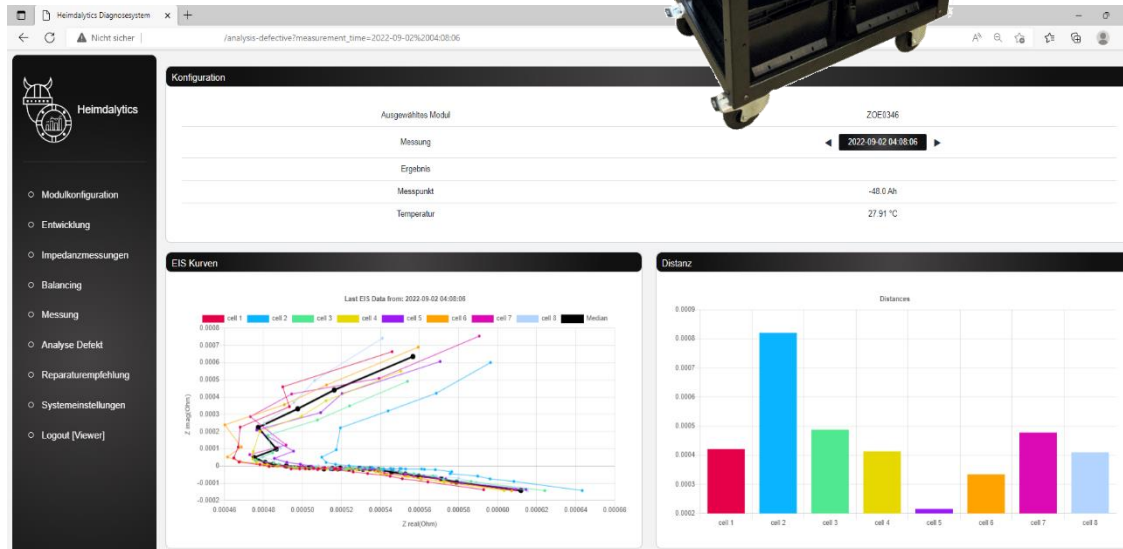 Heimdalytics Diagnosesystem
Nicht sicher
/analysis-defective?measurement_time=2022-09-02%2004:08:06
Heimdalytics
Modulkonfiguration
Entwicklung
Impedanzmessungen
Balancing
Messung
Analyse Defekt
Reparaturempfehlung
Systemeinstellungen
Logout [Viewer]
Konfiguration
Ausgewähltes Modul ZOE0346
Messung 2022-09-02 04:08:06
Ergebnis
Messpunkt -48.0 Ah
Temperatur 27.91 °C
EIS Kurven
Last EIS Data from: 2022-09-02 04:08:06
cell 1 cell 2 cell 3 cell 4 cell 5 cell 6 cell 7 cell 8 Median
Z imag(Ohm)
0.0008
0.0007
0.0006
0.0005
0.0004
0.0003
0.0002
0.0001
0
-0.0001
-0.0002
0.00046 0.00048 0.00050 0.00052 0.00054 0.00056 0.00058 0.00060 0.00062 0.00064 0.00066
Z real(Ohm)
Distanz
Distances
0.0009
0.0008
0.0007
0.0006
0.0005
0.0004
0.0003
0.0002
cell 1 cell 2 cell 3 cell 4 cell 5 cell 6 cell 7 cell 8